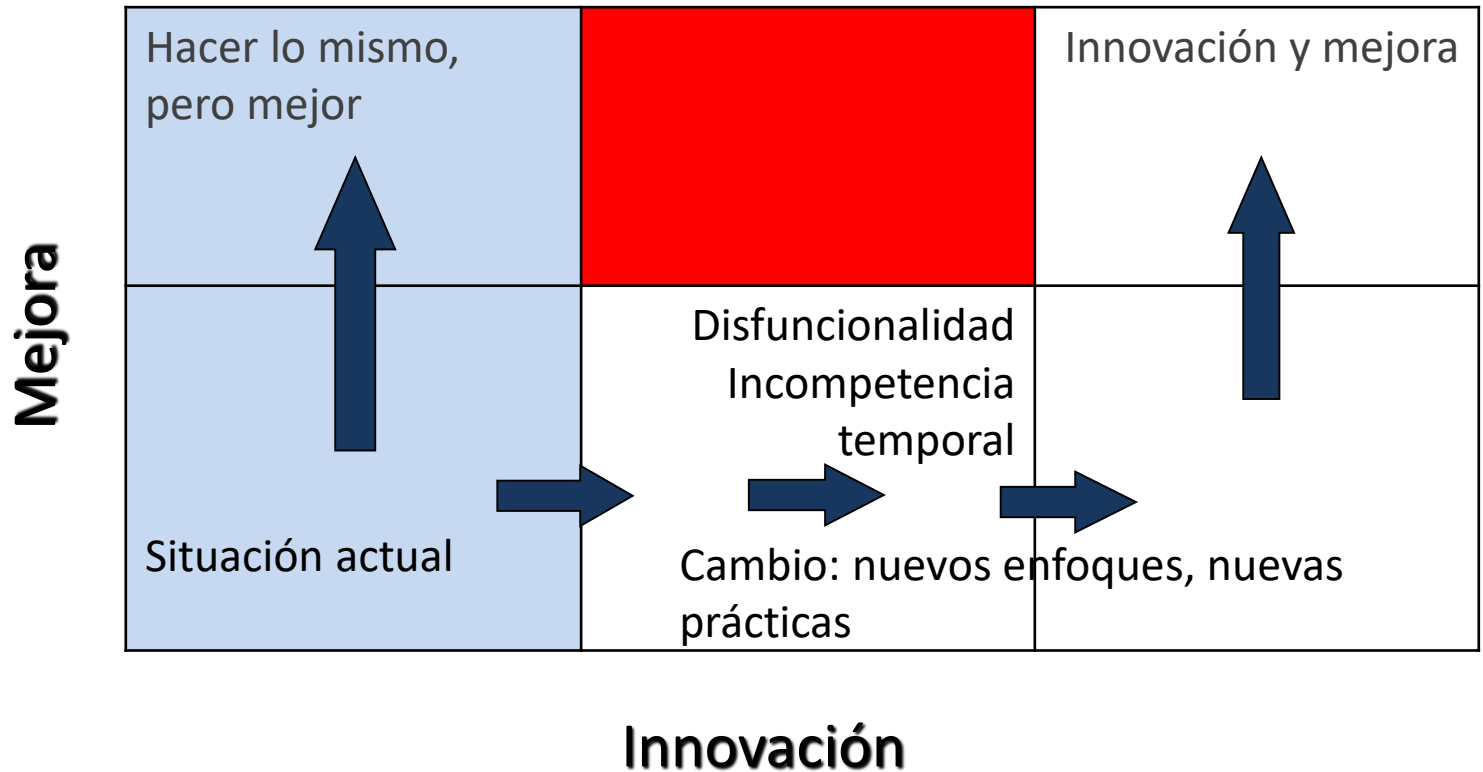 Hacer lo mismo,
pero mejor
Innovación y mejora
Mejora
Disfuncionalidad
Incompetencia
temporal
Situación actual
Cambio: nuevos enfoques, nuevas
prácticas
Innovación